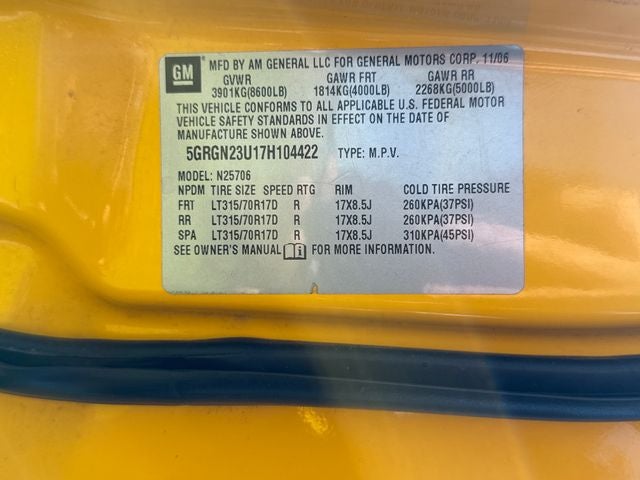 GM
MFD BY AM GENERAL LLC FOR GENERAL MOTORS CORP. 11/06
GVWR GAWR FRT GAWR RR
3901KG(8600LB) 1814KG(4000LB) 2268KG(5000LB)
THIS VEHICLE CONFORMS TO ALL APPLICABLE U.S. FEDERAL MOTOR
VEHICLE SAFETY STANDARDS IN EFFECT ON THE DATE OF
MANUFACTURE SHOWN ABOVE.
5GRGN23U17H104422 TYPE: M.P.V.
MODEL: N25706
NPDM TIRE SIZE SPEED RTG RIM COLD TIRE PRESSURE
FRT LT315/70R17D R 17X8.5J 260KPA(37PSI)
RR LT315/70R17D R 17X8.5J 260KPA(37PSI)
SPA LT315/70R17D R 17X8.5J 310KPA(45PSI)
SEE OWNER'S MANUAL FOR MORE INFORMATION.